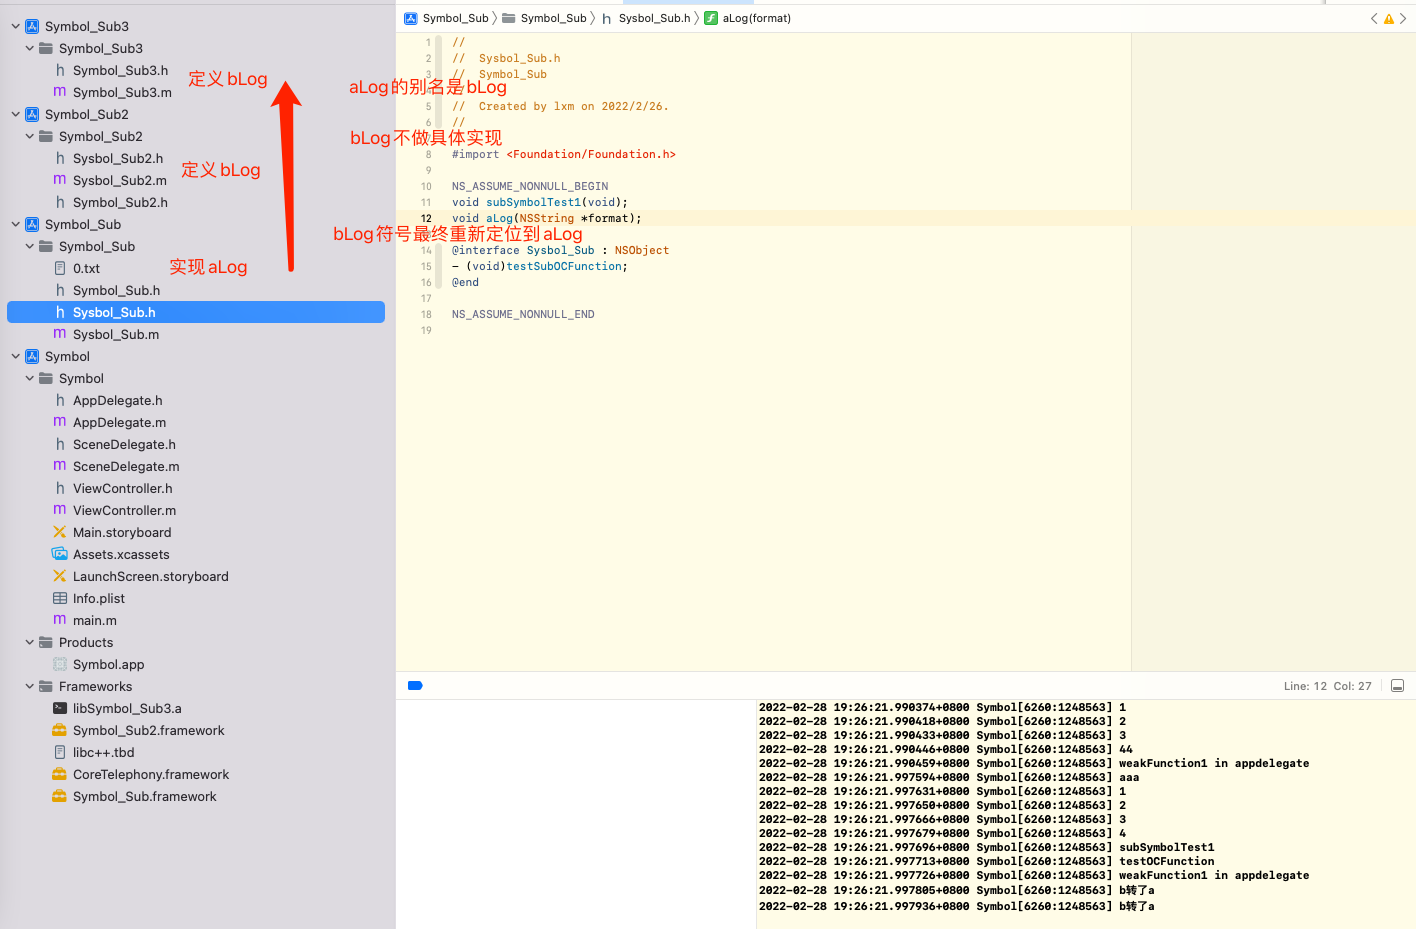 Symbol_Sub3
Symbol_Sub3
Symbol_Sub3.h
Symbol_Sub3.m
定义bLog
Symbol_Sub2
Symbol_Sub2
Sysbol_Sub2.h
Sysbol_Sub2.m
定义bLog
Symbol_Sub2.h
Symbol_Sub
Symbol_Sub
0.txt
实现aLog
Symbol_Sub.h
Sysbol_Sub.h
Sysbol_Sub.m
Symbol
Symbol
AppDelegate.h
AppDelegate.m
SceneDelegate.h
SceneDelegate.m
ViewController.h
ViewController.m
Main.storyboard
Assets.xcassets
LaunchScreen.storyboard
Info.plist
main.m
Products
Symbol.app
Frameworks
libSymbol_Sub3.a
Symbol_Sub2.framework
libc++.tbd
CoreTelephony.framework
Symbol_Sub.framework
Symbol_Sub 〉 Symbol_Sub 〉 h Sysbol_Sub.h 〉 f aLog(format)
1 //
2 //  Sysbol_Sub.h
3 //  Symbol_Sub
aLog的别名是bLog
5 //  Created by lxm on 2022/2/26.
6 //
bLog不做具体实现
8 #import <Foundation/Foundation.h>
9
10 NS_ASSUME_NONNULL_BEGIN
11 void subSymbolTest1(void);
12 void aLog(NSString *format);
bLog符号最终重新定位到aLog
14 @interface Sysbol_Sub : NSObject
15 - (void)testSubOCFunction;
16 @end
17
18 NS_ASSUME_NONNULL_END
19
Line: 12 Col: 27
2022-02-28 19:26:21.990374+0800 Symbol[6260:1248563] 1
2022-02-28 19:26:21.990418+0800 Symbol[6260:1248563] 2
2022-02-28 19:26:21.990433+0800 Symbol[6260:1248563] 3
2022-02-28 19:26:21.990446+0800 Symbol[6260:1248563] 44
2022-02-28 19:26:21.990459+0800 Symbol[6260:1248563] weakFunction1 in appdelegate
2022-02-28 19:26:21.997594+0800 Symbol[6260:1248563] aaa
2022-02-28 19:26:21.997631+0800 Symbol[6260:1248563] 1
2022-02-28 19:26:21.997650+0800 Symbol[6260:1248563] 2
2022-02-28 19:26:21.997666+0800 Symbol[6260:1248563] 3
2022-02-28 19:26:21.997679+0800 Symbol[6260:1248563] 4
2022-02-28 19:26:21.997696+0800 Symbol[6260:1248563] subSymbolTest1
2022-02-28 19:26:21.997713+0800 Symbol[6260:1248563] testOCFunction
2022-02-28 19:26:21.997726+0800 Symbol[6260:1248563] weakFunction1 in appdelegate
2022-02-28 19:26:21.997805+0800 Symbol[6260:1248563] b转了a
2022-02-28 19:26:21.997936+0800 Symbol[6260:1248563] b转了a